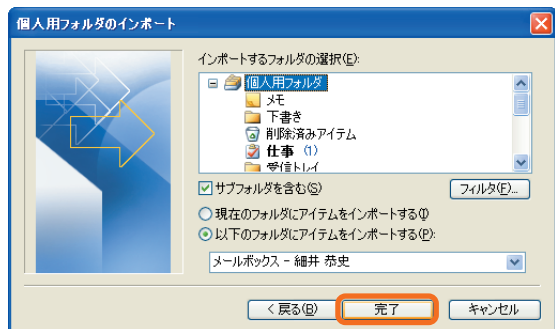 個人用フォルダのインポート
インポートするフォルダの選択(E):
個人用フォルダ
メモ
下書き
削除済みアイテム
仕事 (1)
受信トレイ
サブフォルダを含む(S)
フィルタ(F)...
現在のフォルダにアイテムをインポートする(I)
以下のフォルダにアイテムをインポートする(P):
メールボックス - 細井 恭史
< 戻る(B)
完了
キャンセル